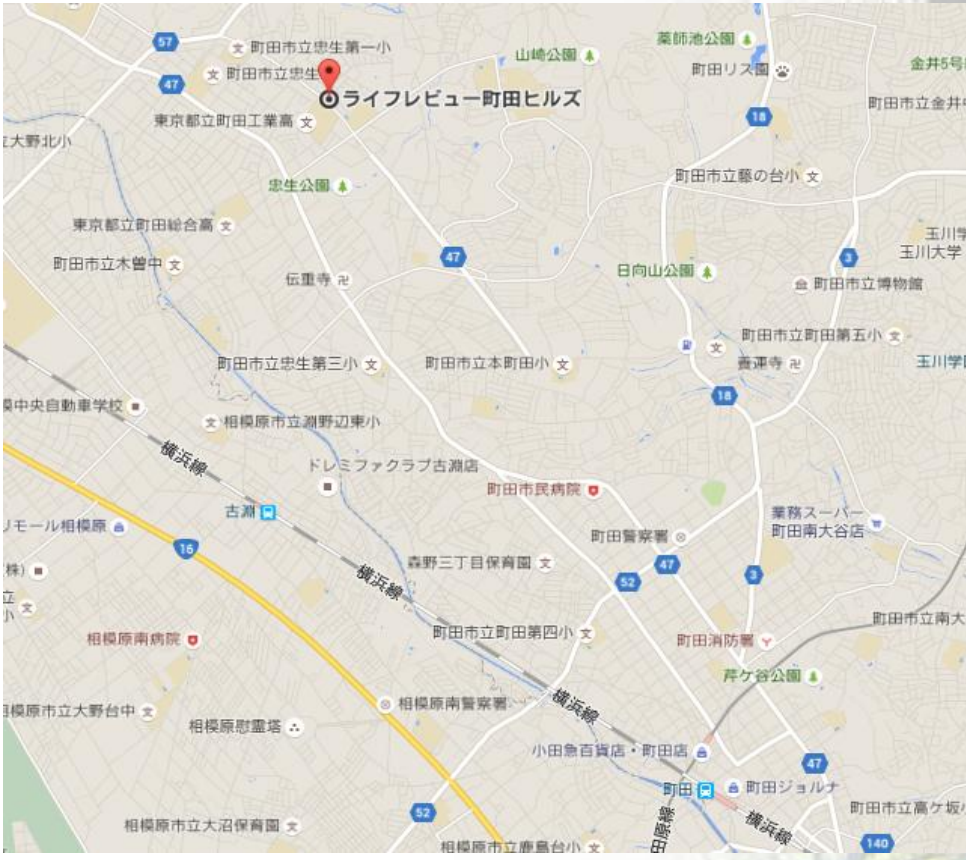 57
町田市立忠生第一小
山崎公園
薬師池公園
町田リス園
金井5号
町田市立忠生
47
ライフレビュー町田ヒルズ
町田市立金井中
東京都立町田工業高
18
立大野北小
忠生公園
町田市立藤の台小
東京都立町田総合高
玉川学
玉川大学
町田市立木曽中
47
3
伝重寺
日向山公園
町田市立博物館
町田市立町田第五小
町田市立忠生第三小
町田市立本町田小
養運寺
玉川学
18
模中央自動車学校
相模原市立淵野辺東小
横浜線
ドレミファクラブ古淵店
町田市民病院
古淵
業務スーパー
町田南大谷店
リモール相模原
16
町田警察署
(株)
立
小
横浜線
森野三丁目保育園
47
52
3
町田市立南大
相模原南病院
町田市立町田第四小
町田消防署
芹ケ谷公園
相模原市立大野台中
相模原南警察署
横浜線
相模原慰霊塔
小田急百貨店・町田店
47
町田
町田ジョルナ
52
町田市立高ケ坂小
相模原市立大沼保育園
田原線
横浜線
140
相模原市立鹿島台小